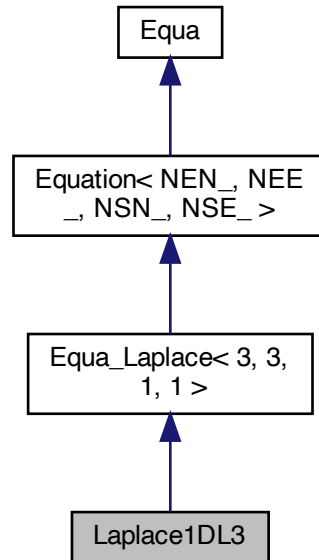 Equa
Equation< NEN_, NEE
_, NSN_, NSE_ >
Equa_Laplace< 3, 3,
1, 1 >
Laplace1DL3